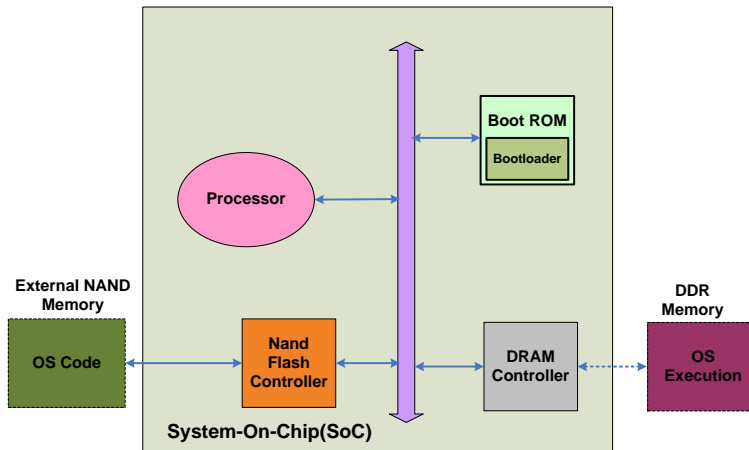 Boot ROM
Bootloader
Processor
External NAND
Memory
OS Code
Nand
Flash
Controller
DRAM
Controller
DDR
Memory
OS
Execution
System-On-Chip(SoC)